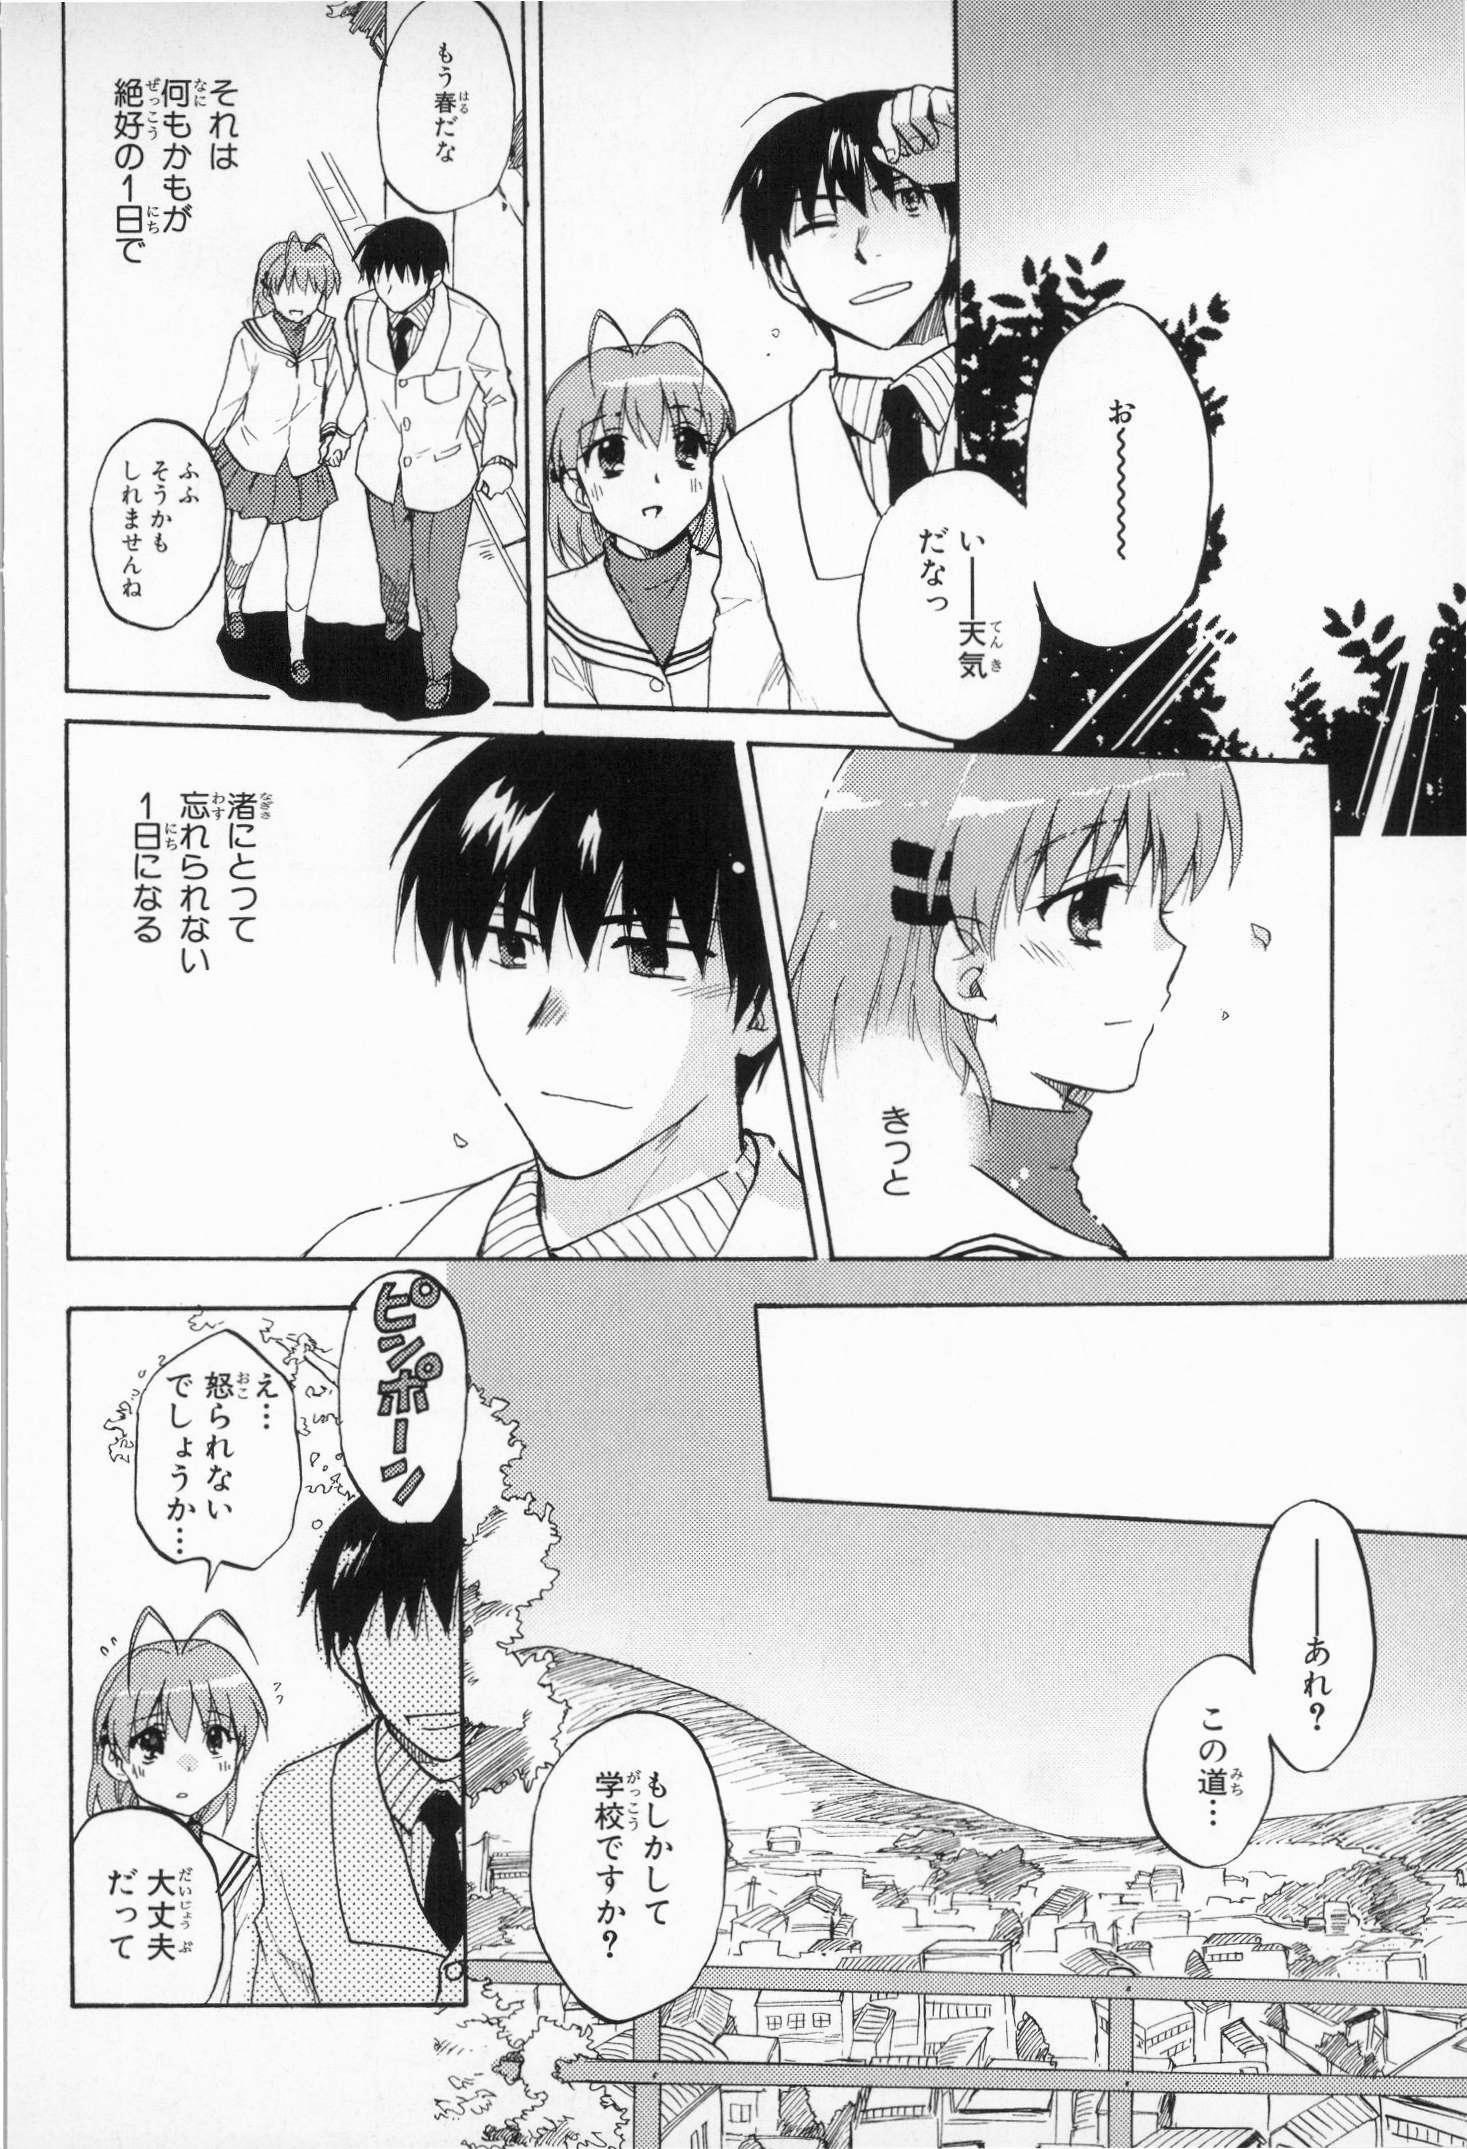 お〜〜〜〜
い──天気
だなっ
もう春だな
ふふ
そうかも
しれませんね
それは
何もかもが
絶好の1日で
きっと
渚にとって
忘れられない
1日になる
──あれ?
この道…
もしかして
学校ですか?
ピンポーン
え…
怒られない
でしょうか…
大丈夫
だって